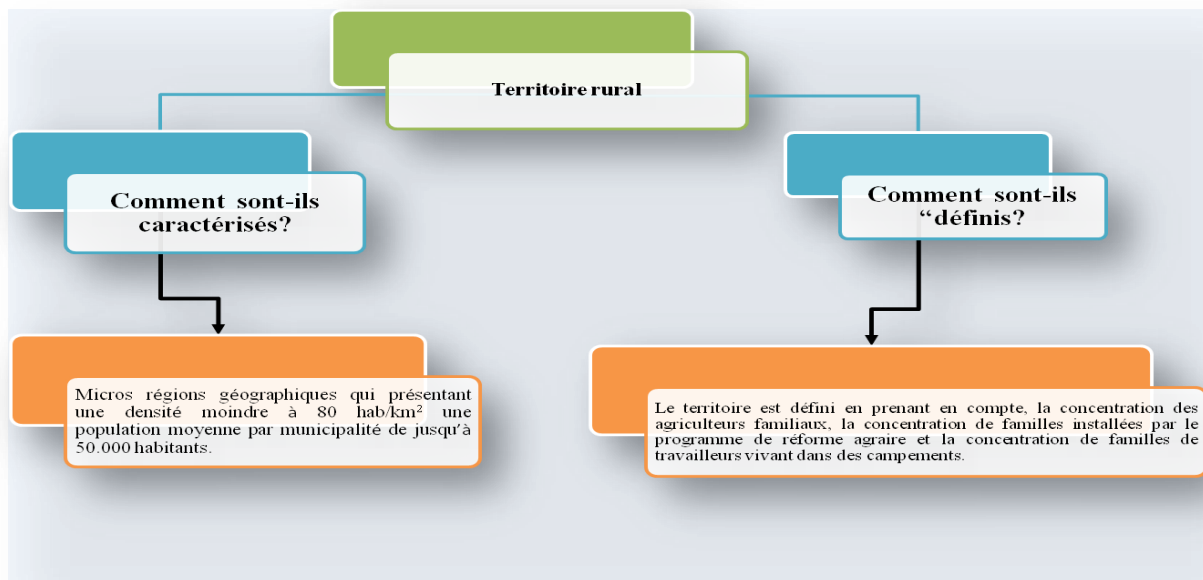 Territoire rural
Comment sont-ils
caractérisés?
Comment sont-ils
“définis?
Micros régions géographiques qui présentant
une densité moindre à 80 hab/km² une
population moyenne par municipalité de jusqu'à
50.000 habitants.
Le territoire est défini en prenant en compte, la concentration des
agriculteurs familiaux, la concentration de familles installées par le
programme de réforme agraire et la concentration de familles de
travailleurs vivant dans des campements.